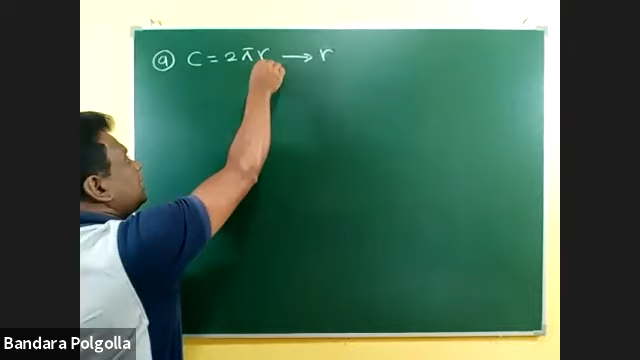 ⓐ C = 2πr → r
Bandara Polgolla